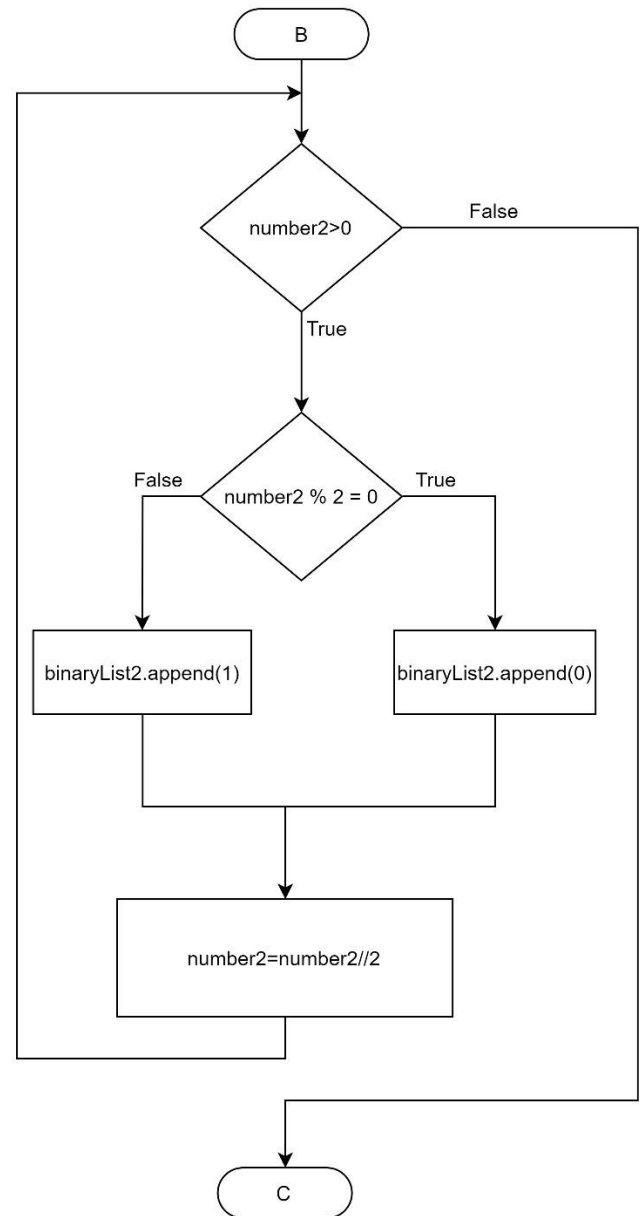 B
number2>0
False
True
number2 % 2 = 0
False
True
binaryList2.append(1)
binaryList2.append(0)
number2=number2//2
C